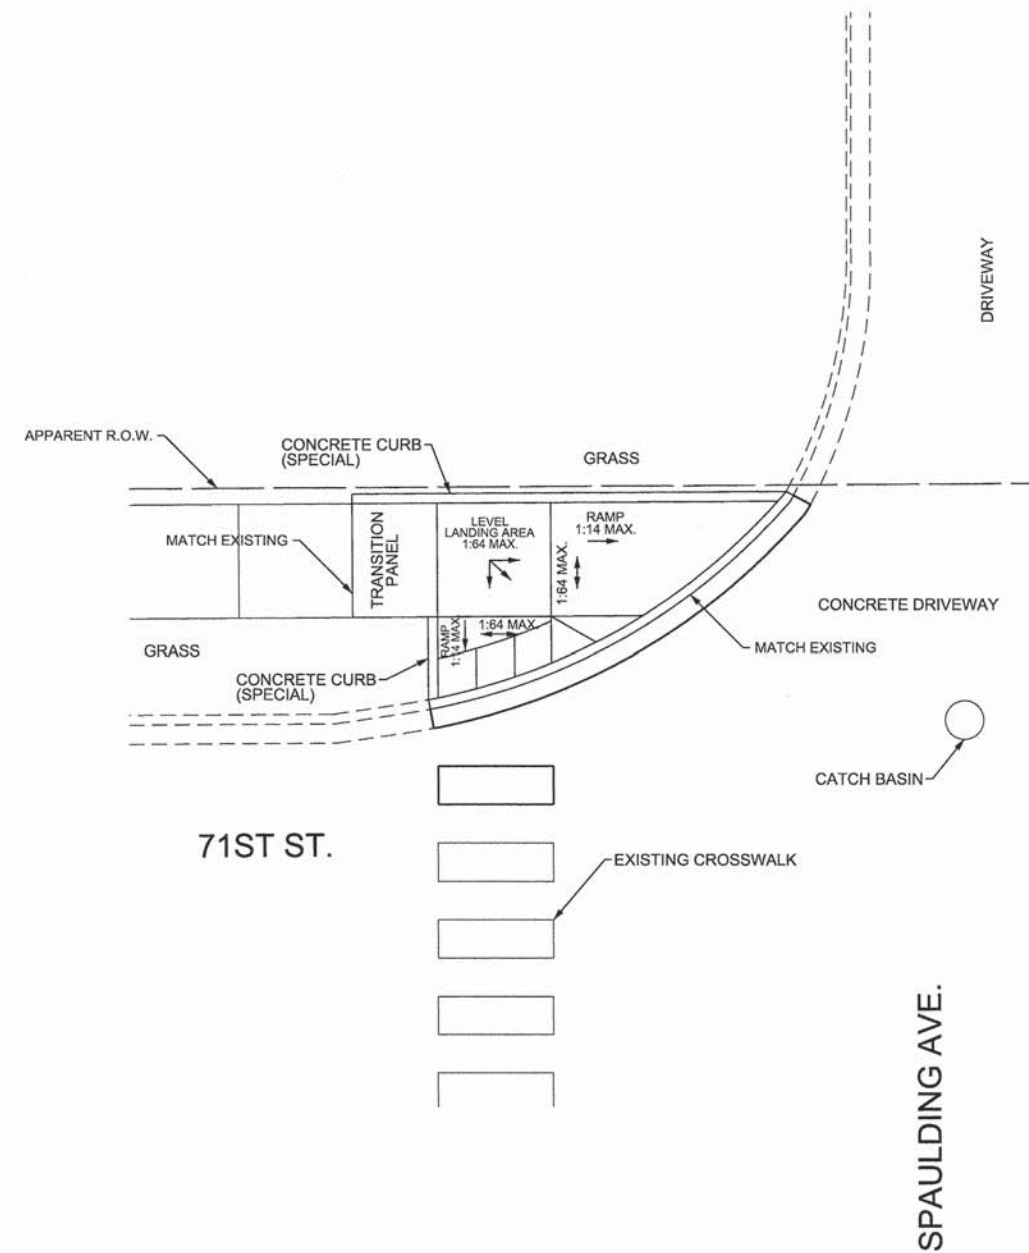 DRIVEWAY
APPARENT R.O.W.
CONCRETE CURB
(SPECIAL)
GRASS
MATCH EXISTING
TRANSITION
PANEL
LEVEL
LANDING AREA
1:64 MAX.
RAMP
1:14 MAX.
1:64 MAX.
CONCRETE DRIVEWAY
GRASS
RAMP
1:14 MAX.
1:64 MAX.
MATCH EXISTING
CONCRETE CURB
(SPECIAL)
CATCH BASIN
71ST ST.
EXISTING CROSSWALK
SPAULDING AVE.